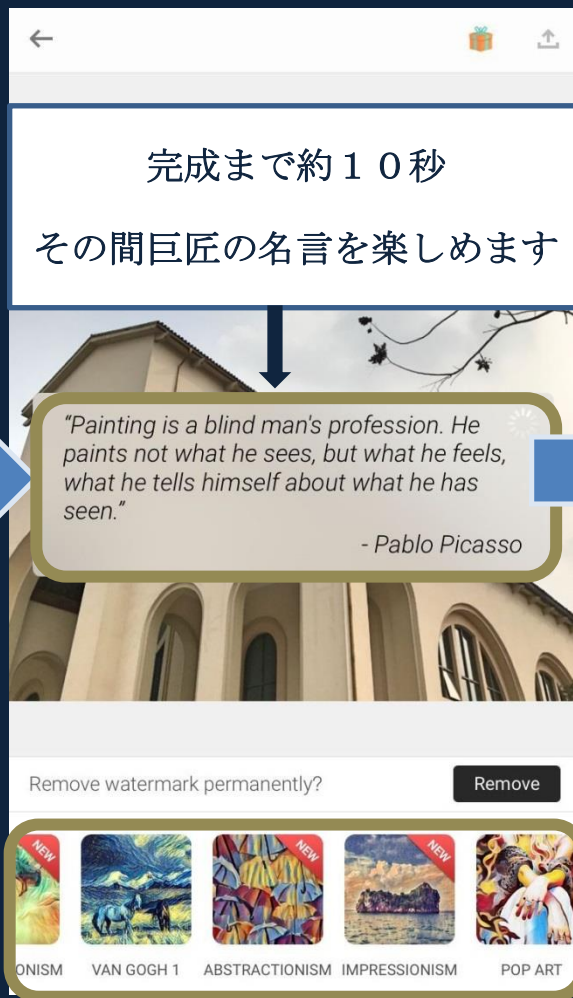 完成まで約１０秒
その間巨匠の名言を楽しめます
“Painting is a blind man's profession. He
paints not what he sees, but what he feels,
what he tells himself about what he has
seen.”
- Pablo Picasso
Remove watermark permanently?
Remove
NEW
NEW
NEW
ONISM
VAN GOGH 1
ABSTRACTIONISM
IMPRESSIONISM
POP ART